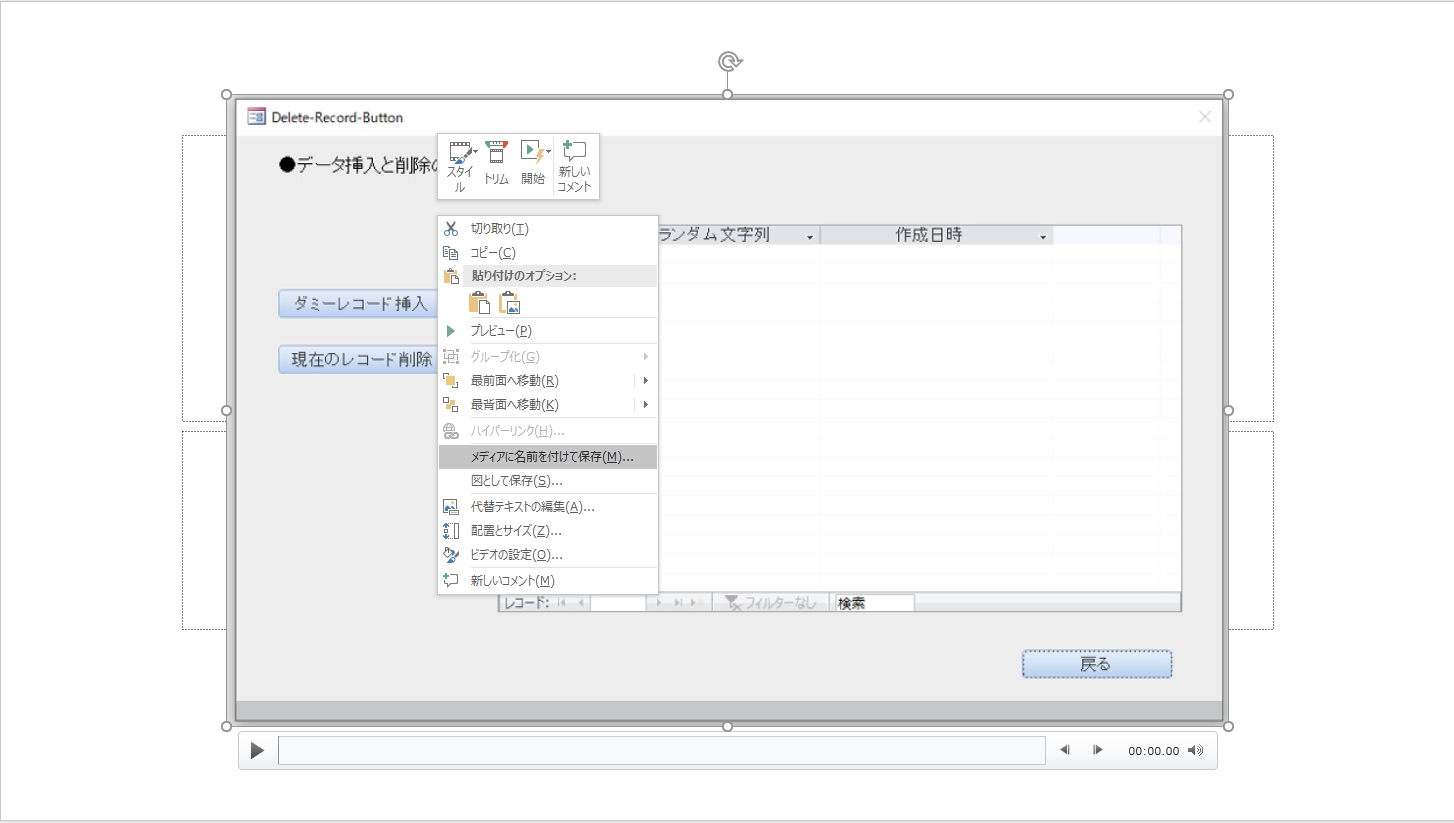 Delete-Record-Button
●データ挿入と削除の
スタイ
ル
トリム
開始
新しい
コメント
切り取り(T)
コピー(C)
貼り付けのオプション:
プレビュー(P)
グループ化(G)
最前面へ移動(R)
最背面へ移動(K)
ハイパーリンク(H)...
メディアに名前を付けて保存(M)...
図として保存(S)...
代替テキストの編集(A)...
配置とサイズ(Z)...
ビデオの設定(O)...
新しいコメント(M)
ランダム文字列
作成日時
ダミーレコード挿入
現在のレコード削除
レコード:
フィルターなし
検索
戻る
00:00.00